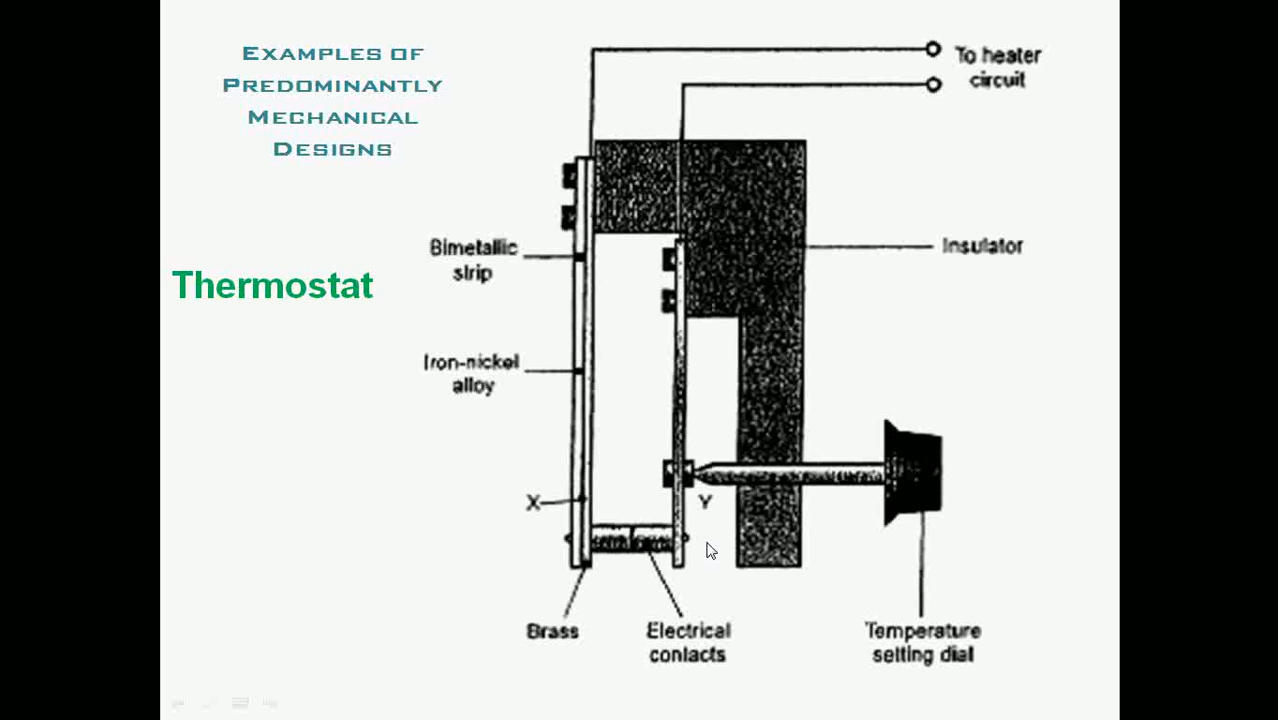 EXAMPLES OF
PREDOMINANTLY
MECHANICAL
DESIGNS
Thermostat
To heater
circuit
Bimetallic
strip
Insulator
Iron-nickel
alloy
X
Y
Brass
Electrical
contacts
Temperature
setting dial